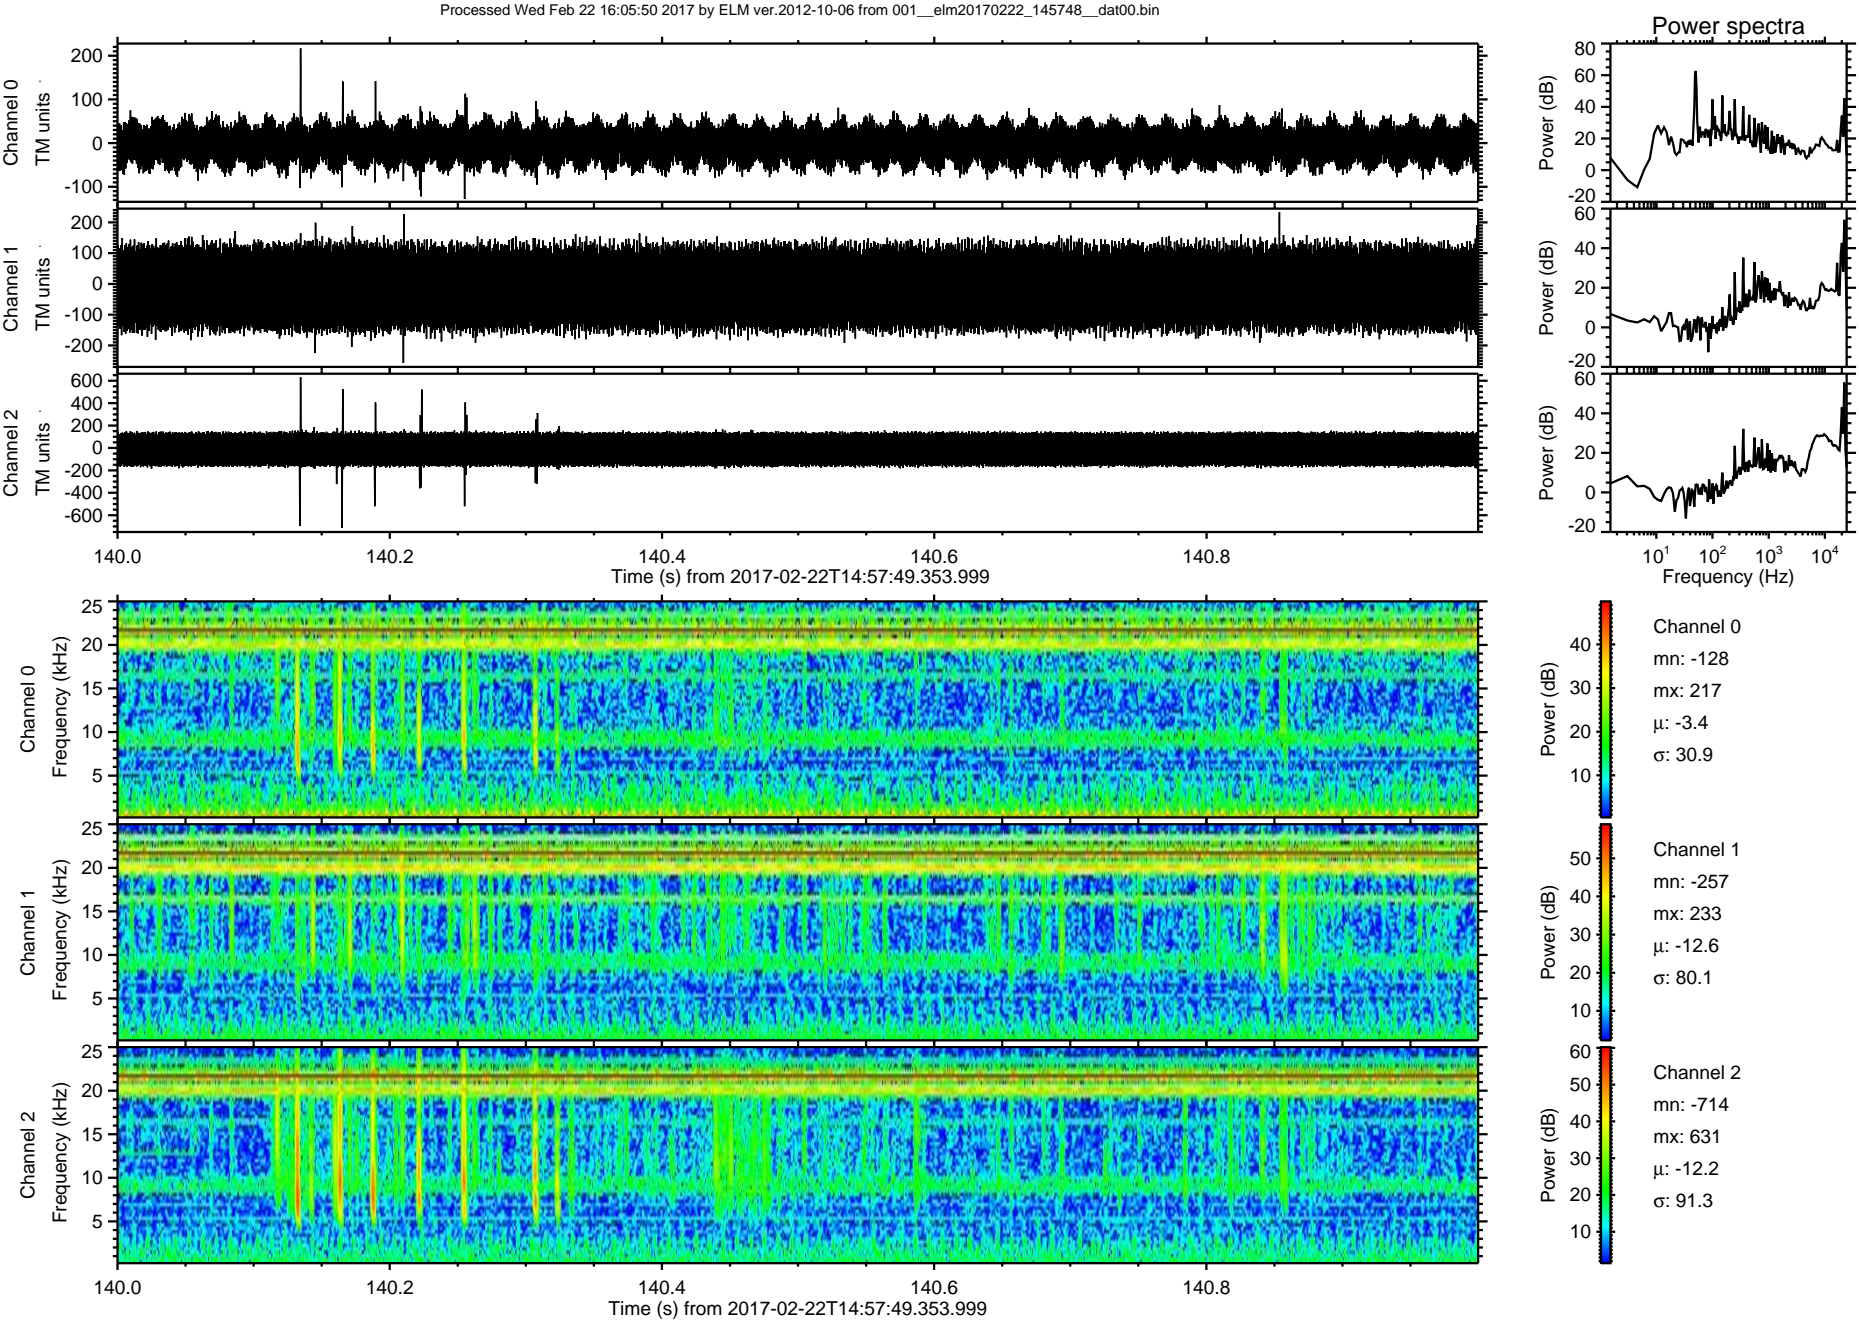 Processed Wed Feb 22 16:05:50 2017 by ELM ver.2012-10-06 from 001__elm20170222_145748__dat00.bin
Power spectra
Channel 0
TM units
200
100
0
-100
Power (dB)
80
60
40
20
0
-20
Channel 1
TM units
200
100
0
-100
-200
Power (dB)
60
40
20
0
-20
Channel 2
TM units
600
400
200
0
-200
-400
-600
Power (dB)
60
40
20
0
-20
140.0 140.2 140.4 140.6 140.8
Time (s) from 2017-02-22T14:57:49.353.999
10^1 10^2 10^3 10^4
Frequency (Hz)
Channel 0
Frequency (kHz)
25
20
15
10
5
Power (dB)
40
30
20
10
Channel 0
mn: -128
mx: 217
μ: -3.4
σ: 30.9
Channel 1
Frequency (kHz)
25
20
15
10
5
Power (dB)
50
40
30
20
10
Channel 1
mn: -257
mx: 233
μ: -12.6
σ: 80.1
Channel 2
Frequency (kHz)
25
20
15
10
5
Power (dB)
60
50
40
30
20
10
Channel 2
mn: -714
mx: 631
μ: -12.2
σ: 91.3
140.0 140.2 140.4 140.6 140.8
Time (s) from 2017-02-22T14:57:49.353.999